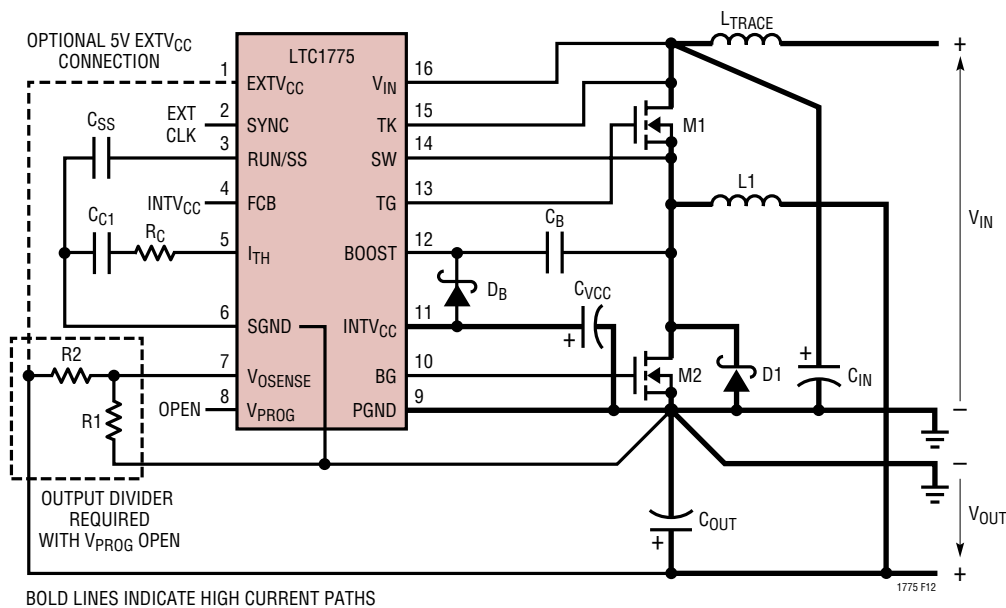 OPTIONAL 5V EXTVCC
CONNECTION
LTC1775
LTRACE
+
1
EXTVCC
VIN
16
EXT
CLK
2
SYNC
TK
15
M1
CSS
3
RUN/SS
SW
14
INTVCC
4
FCB
TG
13
L1
VIN
CC1
RC
5
ITH
BOOST
12
CB
DB
CVCC
6
SGND
INTVCC
11
+
+
R2
7
VOSENSE
BG
10
M2
D1
CIN
R1
OPEN
8
VPROG
PGND
9
–
–
OUTPUT DIVIDER
REQUIRED
WITH VPROG OPEN
COUT
+
VOUT
+
1775 F12
BOLD LINES INDICATE HIGH CURRENT PATHS